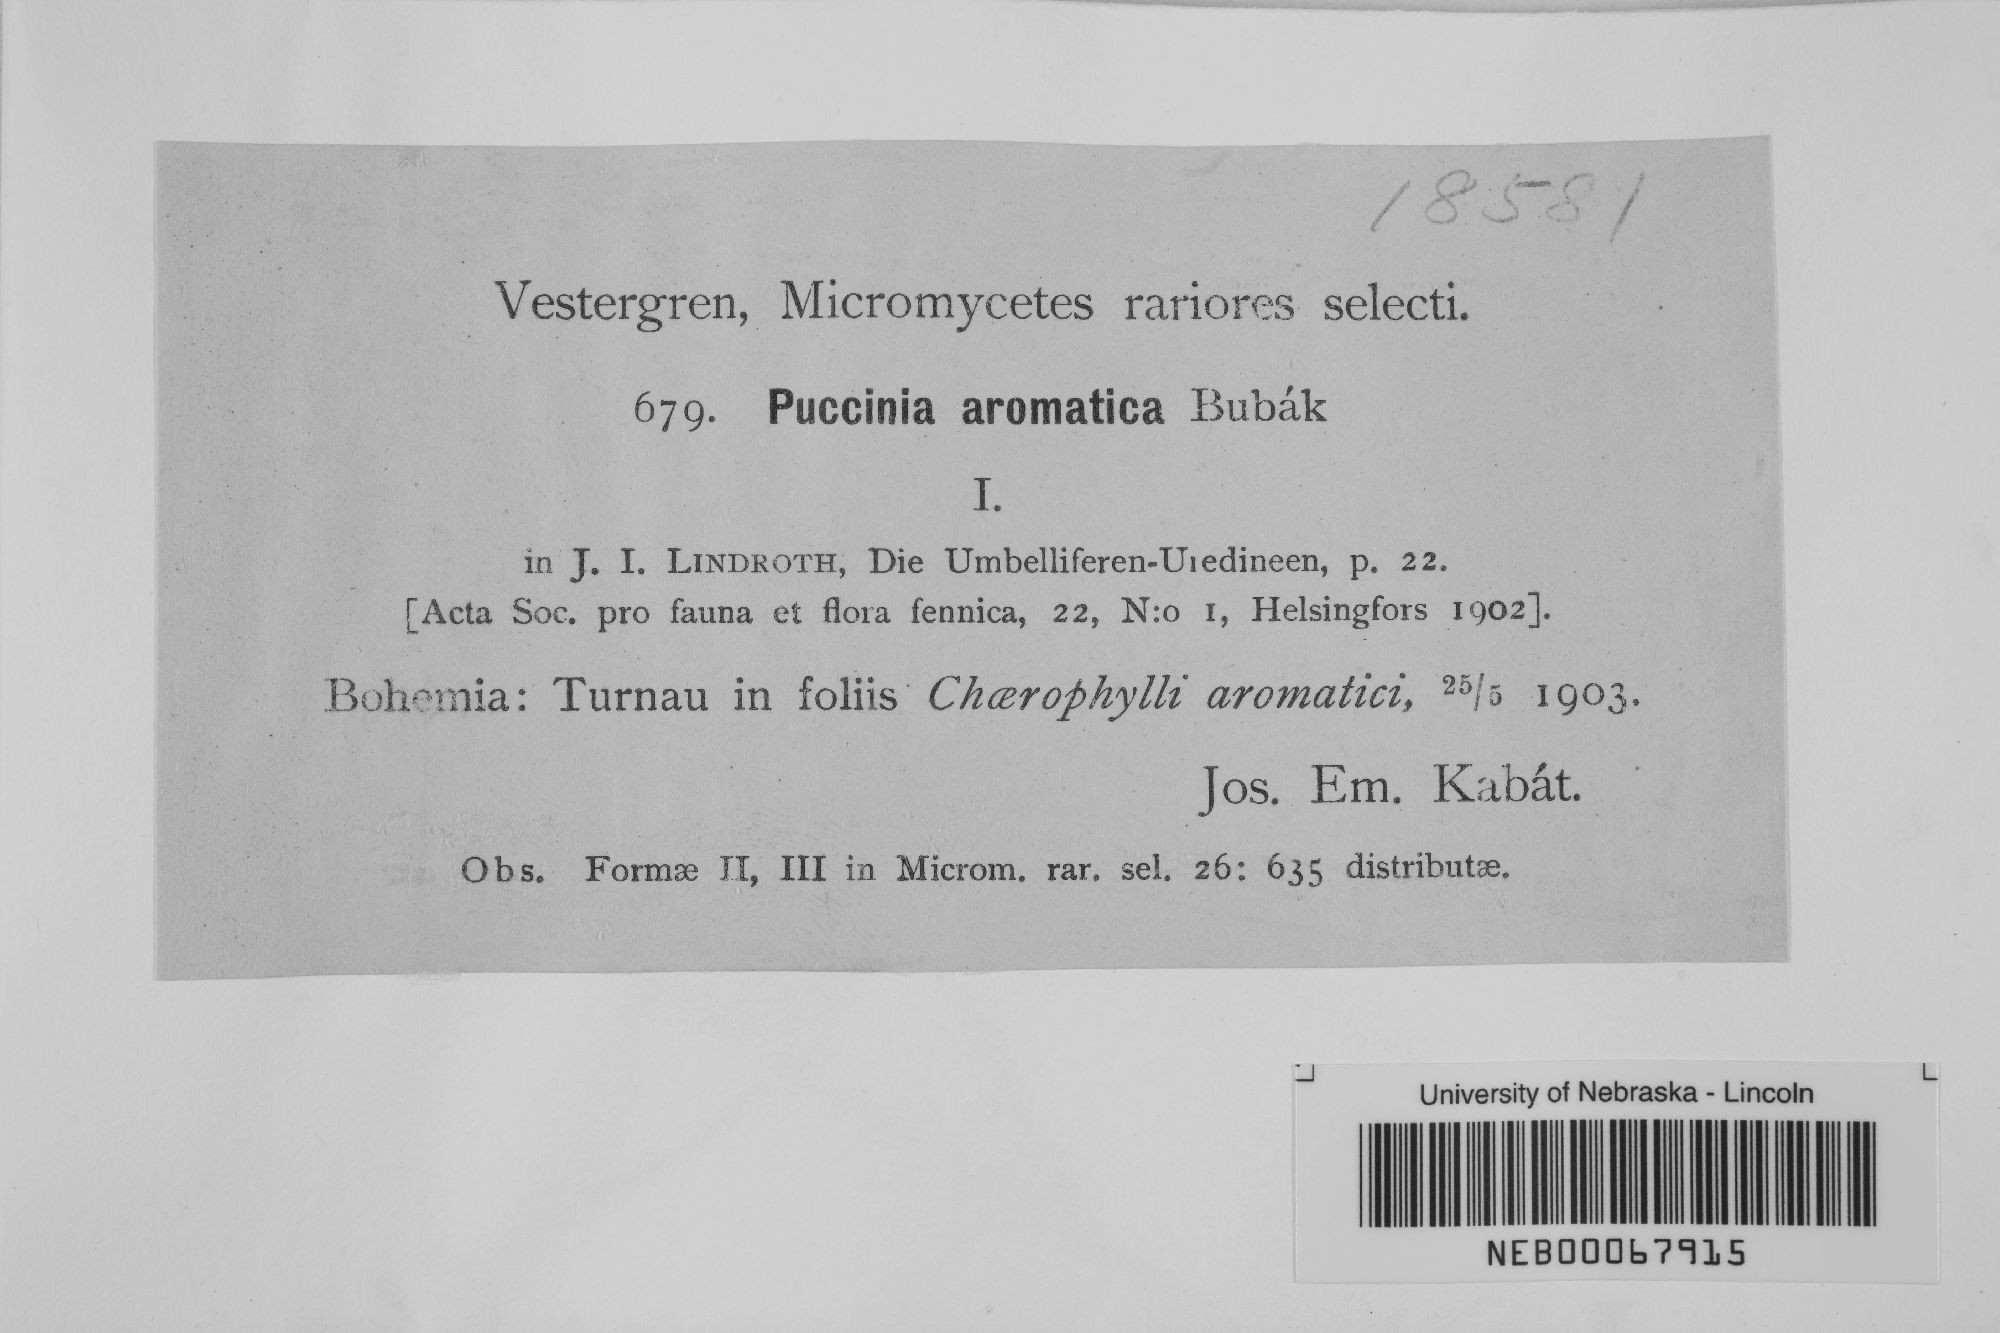 18581
Vestergren, Micromycetes rariores selecti.
679. Puccinia aromatica Bubák
I.
in J. I. LINDROTH, Die Umbelliferen-Uredineen, p. 22.
[Acta Soc. pro fauna et flora fennica, 22, N:o 1, Helsingfors 1902].
Bohemia: Turnau in foliis Chærophylli aromatici, 25/5 1903.
Jos. Em. Kabát.
Obs. Formæ II, III in Microm. rar. sel. 26: 635 distributæ.
University of Nebraska - Lincoln
NEB00067915